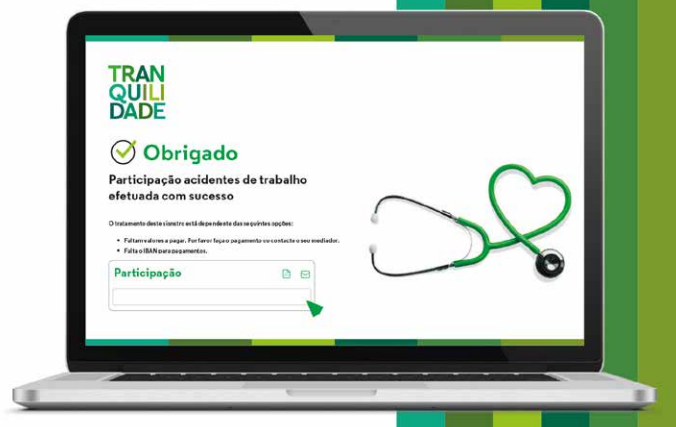 TRAN
QUILI
DADE
Obrigado
Participação acidentes de trabalho
efetuada com sucesso
O tratamento deste sinistro está dependente das seguintes opções:
• Faltam valores a pagar. Por favor faça o pagamento ou contacte o seu mediador.
• Falta o IBAN para pagamentos.
Participação